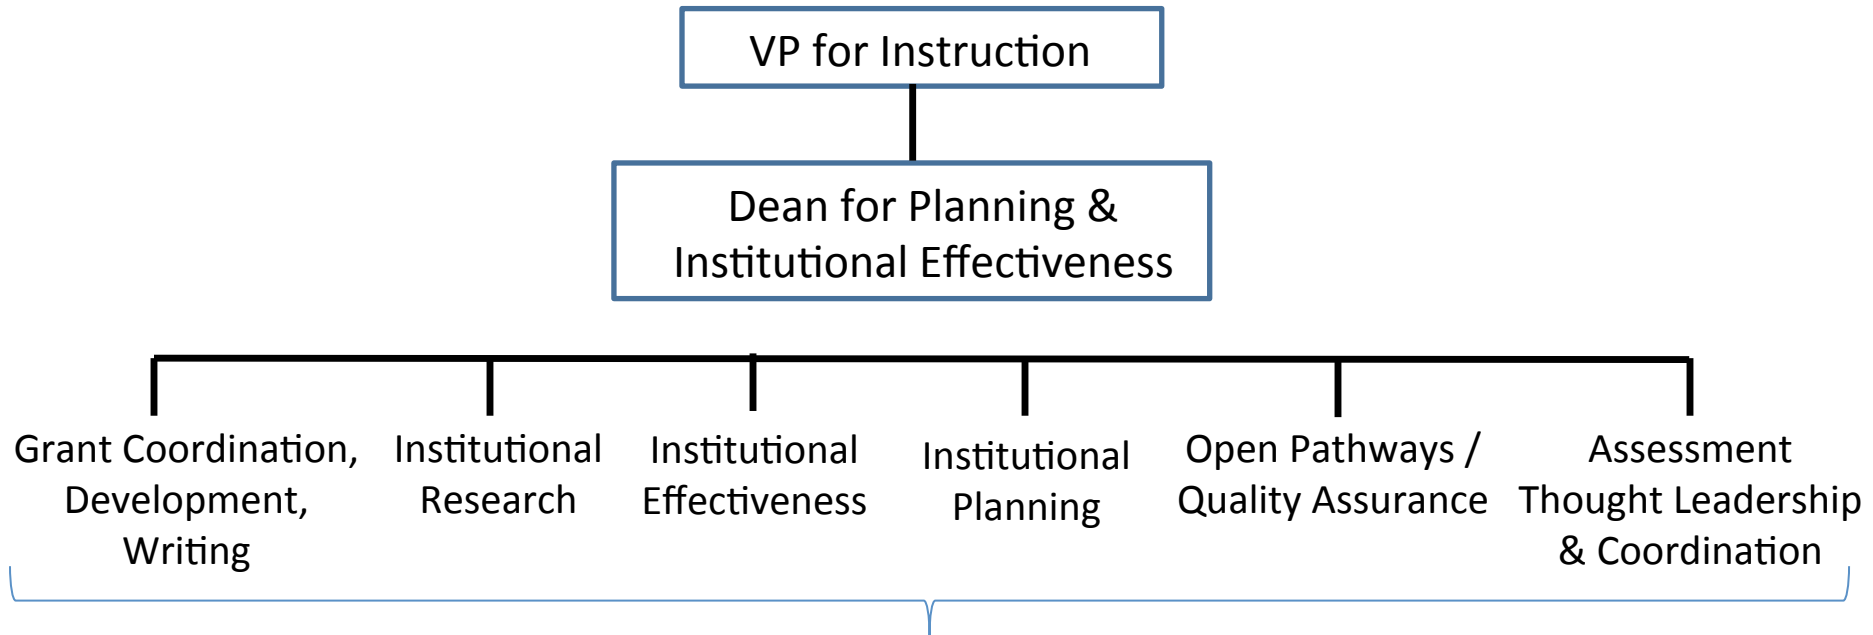 VP for Instruction
Dean for Planning &
Institutional Effectiveness
Grant Coordination,
Development,
Writing
Institutional
Research
Institutional
Effectiveness
Institutional
Planning
Open Pathways /
Quality Assurance
Assessment
Thought Leadership
& Coordination